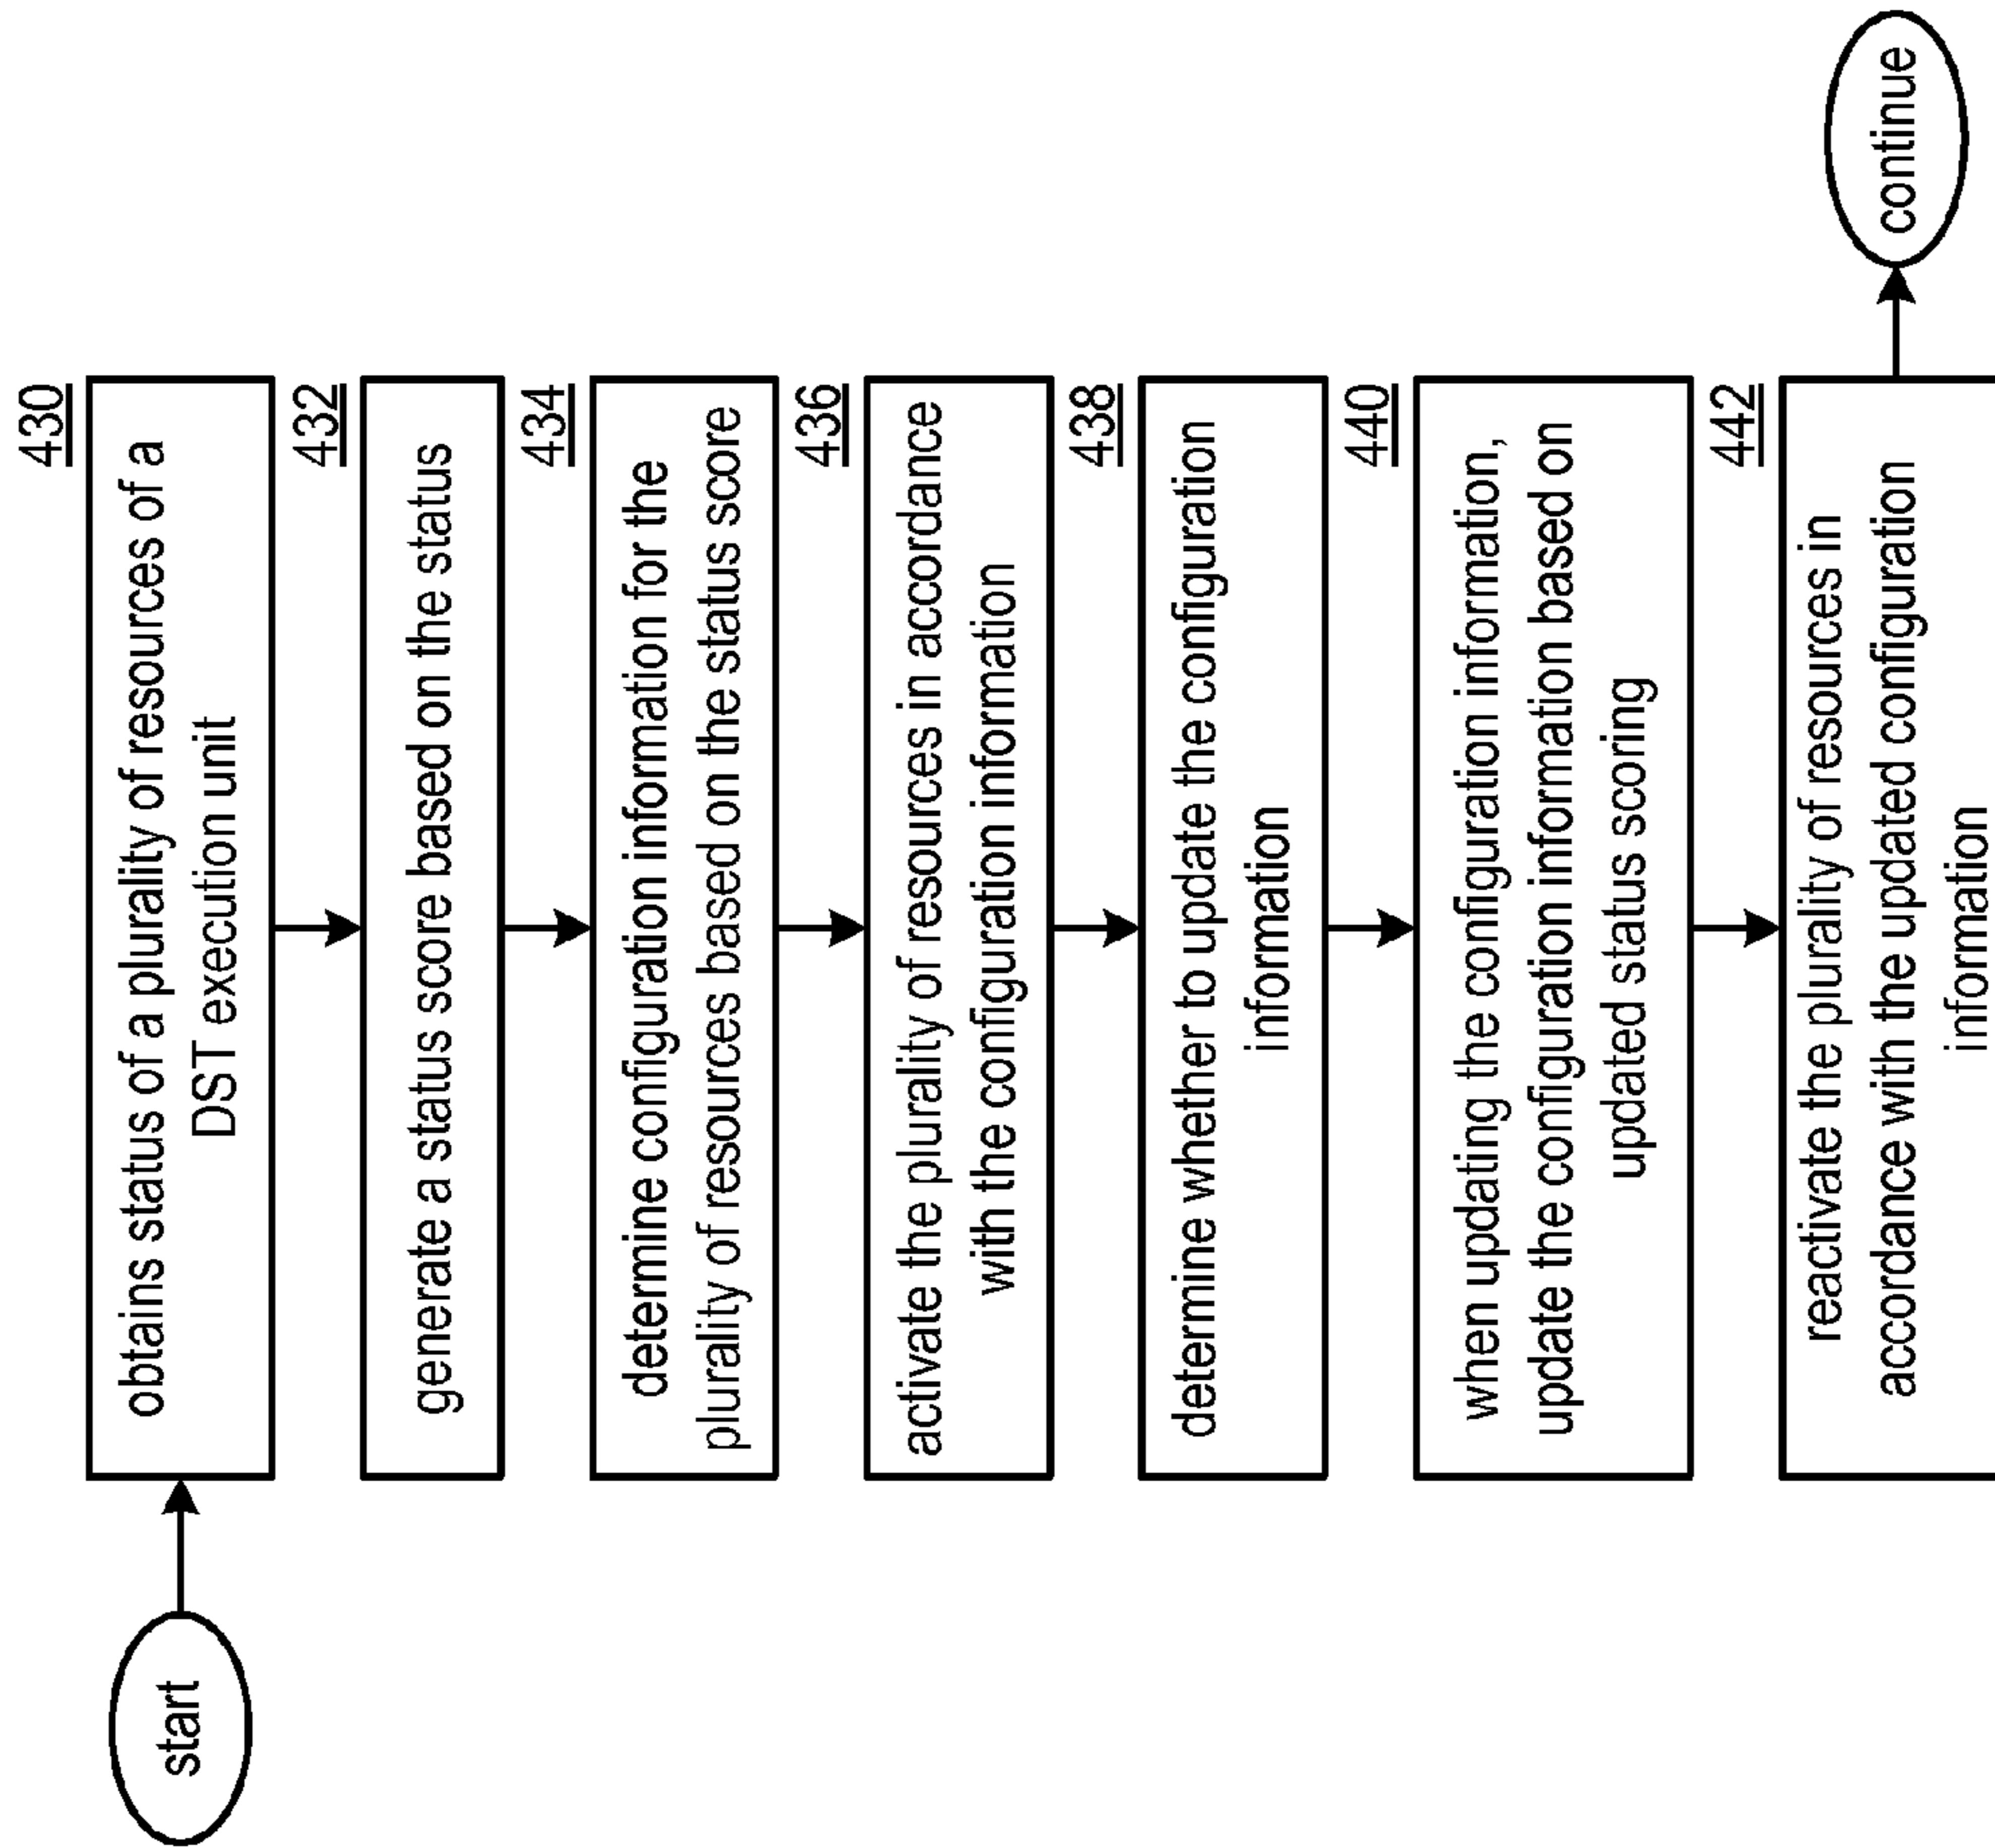 start
430
obtains status of a plurality of resources of a
DST execution unit
432
generate a status score based on the status
434
determine configuration information for the
plurality of resources based on the status score
436
activate the plurality of resources in accordance
with the configuration information
438
determine whether to update the configuration
information
440
when updating the configuration information,
update the configuration information based on
updated status scoring
442
reactivate the plurality of resources in
accordance with the updated configuration
information
continue